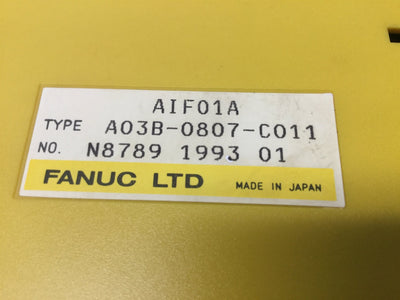 AIF01A
TYPE A03B-0807-C011
NO. N8789 1993 01
FANUC LTD MADE IN JAPAN